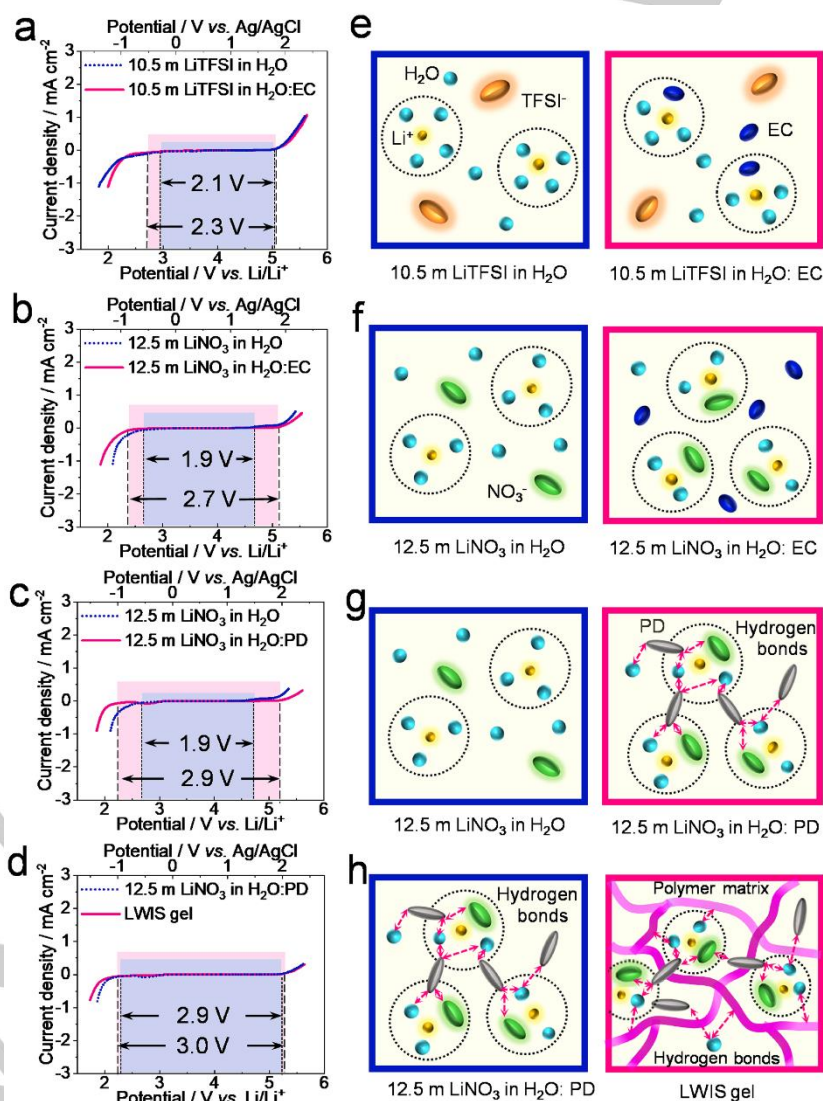 a
Potential / V vs. Ag/AgCl
-1 0 1 2
10.5 m LiTFSI in H₂O
10.5 m LiTFSI in H₂O:EC
2.1 V
2.3 V
3
2
1
0
-1
-2
-3
Current density / mA cm⁻²
2 3 4 5 6
Potential / V vs. Li/Li⁺
b
Potential / V vs. Ag/AgCl
-1 0 1 2
12.5 m LiNO₃ in H₂O
12.5 m LiNO₃ in H₂O:EC
1.9 V
2.7 V
3
2
1
0
-1
-2
-3
Current density / mA cm⁻²
2 3 4 5 6
Potential / V vs. Li/Li⁺
c
Potential / V vs. Ag/AgCl
-1 0 1 2
12.5 m LiNO₃ in H₂O
12.5 m LiNO₃ in H₂O:PD
1.9 V
2.9 V
3
2
1
0
-1
-2
-3
Current density / mA cm⁻²
2 3 4 5 6
Potential / V vs. Li/Li⁺
d
Potential / V vs. Ag/AgCl
-1 0 1 2
12.5 m LiNO₃ in H₂O:PD
LWIS gel
2.9 V
3.0 V
3
2
1
0
-1
-2
-3
Current density / mA cm⁻²
2 3 4 5 6
Potential / V vs. Li/Li⁺
e
H₂O
TFSI⁻
Li⁺
10.5 m LiTFSI in H₂O
EC
10.5 m LiTFSI in H₂O: EC
f
NO₃⁻
12.5 m LiNO₃ in H₂O
12.5 m LiNO₃ in H₂O: EC
g
12.5 m LiNO₃ in H₂O
PD
Hydrogen
bonds
12.5 m LiNO₃ in H₂O: PD
h
Hydrogen
bonds
12.5 m LiNO₃ in H₂O: PD
Polymer matrix
Hydrogen bonds
LWIS gel